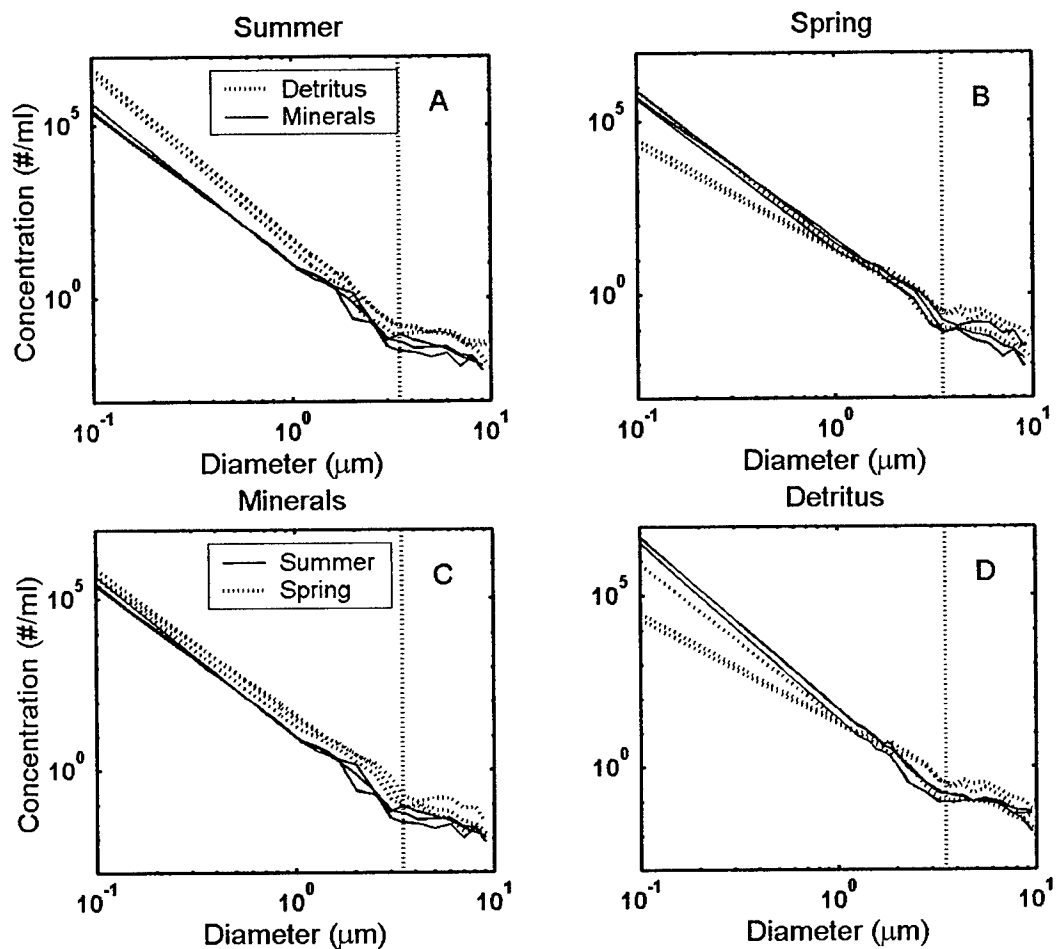 Summer
Detritus
Minerals
A
Concentration (#/ml)
10^5
10^0
10^-1
10^0
10^1
Diameter (μm)
Spring
B
10^5
10^0
10^-1
10^0
10^1
Diameter (μm)
Minerals
Summer
Spring
C
Concentration (#/ml)
10^5
10^0
10^-1
10^0
10^1
Diameter (μm)
Detritus
D
10^5
10^0
10^-1
10^0
10^1
Diameter (μm)